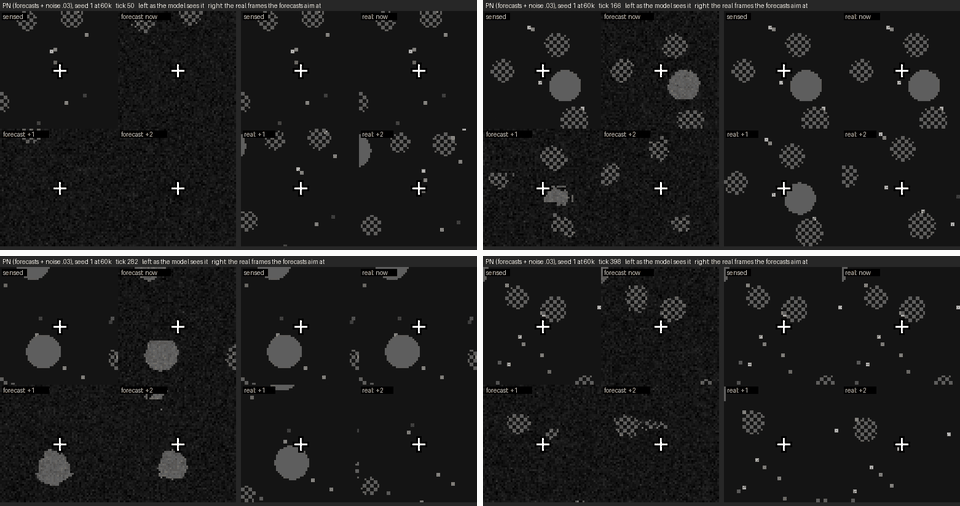 PN (forecasts + noise .03), seed 1 at 60k tick 50 left as the model sees it right the real frames the forecasts aim at
sensed forecast now sensed real now
forecast +1 forecast +2 real +1 real +2
PN (forecasts + noise .03), seed 1 at 60k tick 166 left as the model sees it right the real frames the forecasts aim at
sensed forecast now sensed real now
forecast +1 forecast +2 real +1 real +2
PN (forecasts + noise .03), seed 1 at 60k tick 282 left as the model sees it right the real frames the forecasts aim at
sensed forecast now sensed real now
forecast +1 forecast +2 real +1 real +2
PN (forecasts + noise .03), seed 1 at 60k tick 398 left as the model sees it right the real frames the forecasts aim at
sensed forecast now sensed real now
forecast +1 forecast +2 real +1 real +2